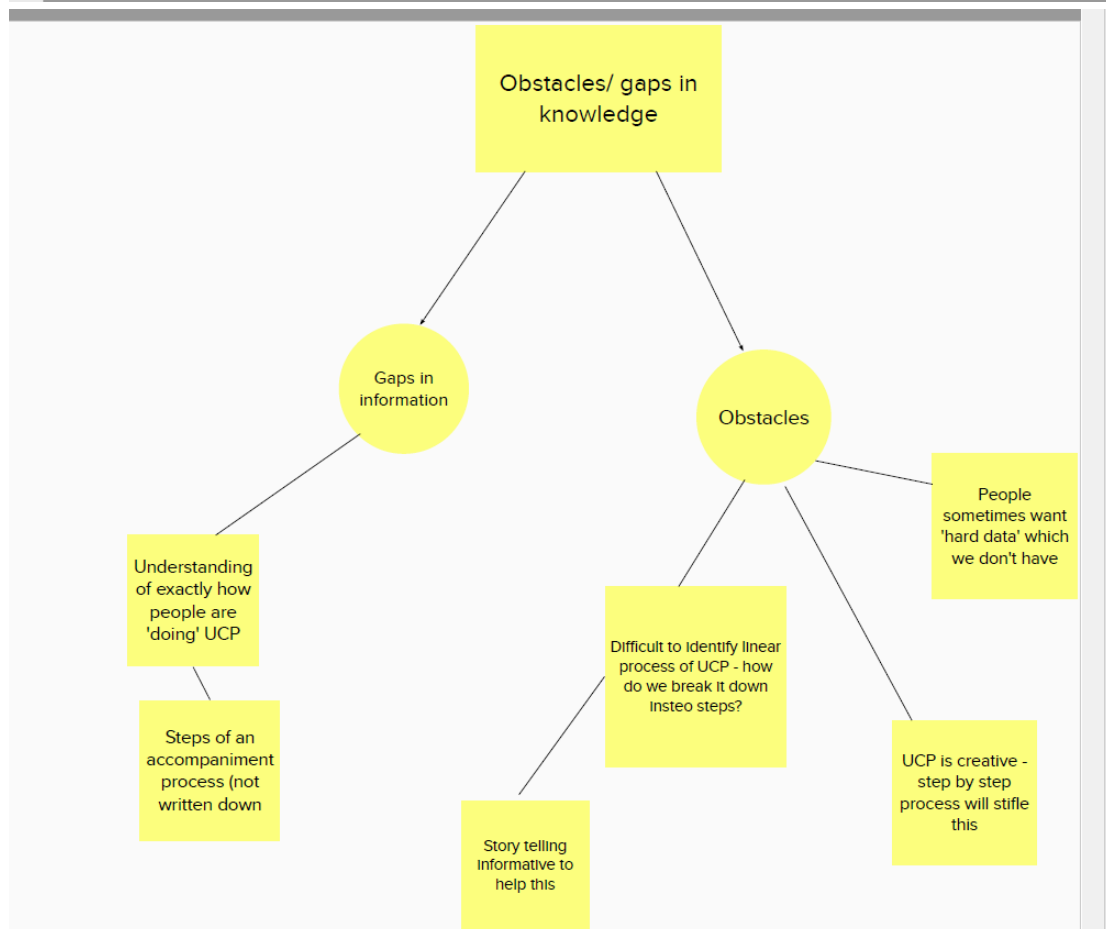 Obstacles/ gaps in
knowledge
Gaps in
information
Obstacles
People
sometimes want
'hard data' which
we don't have
Understanding
of exactly how
people are
'doing' UCP
Difficult to identify linear
process of UCP - how
do we break it down
insteo steps?
Steps of an
accompaniment
process (not
written down
UCP is creative -
step by step
process will stifle
this
Story telling
informative to
help this